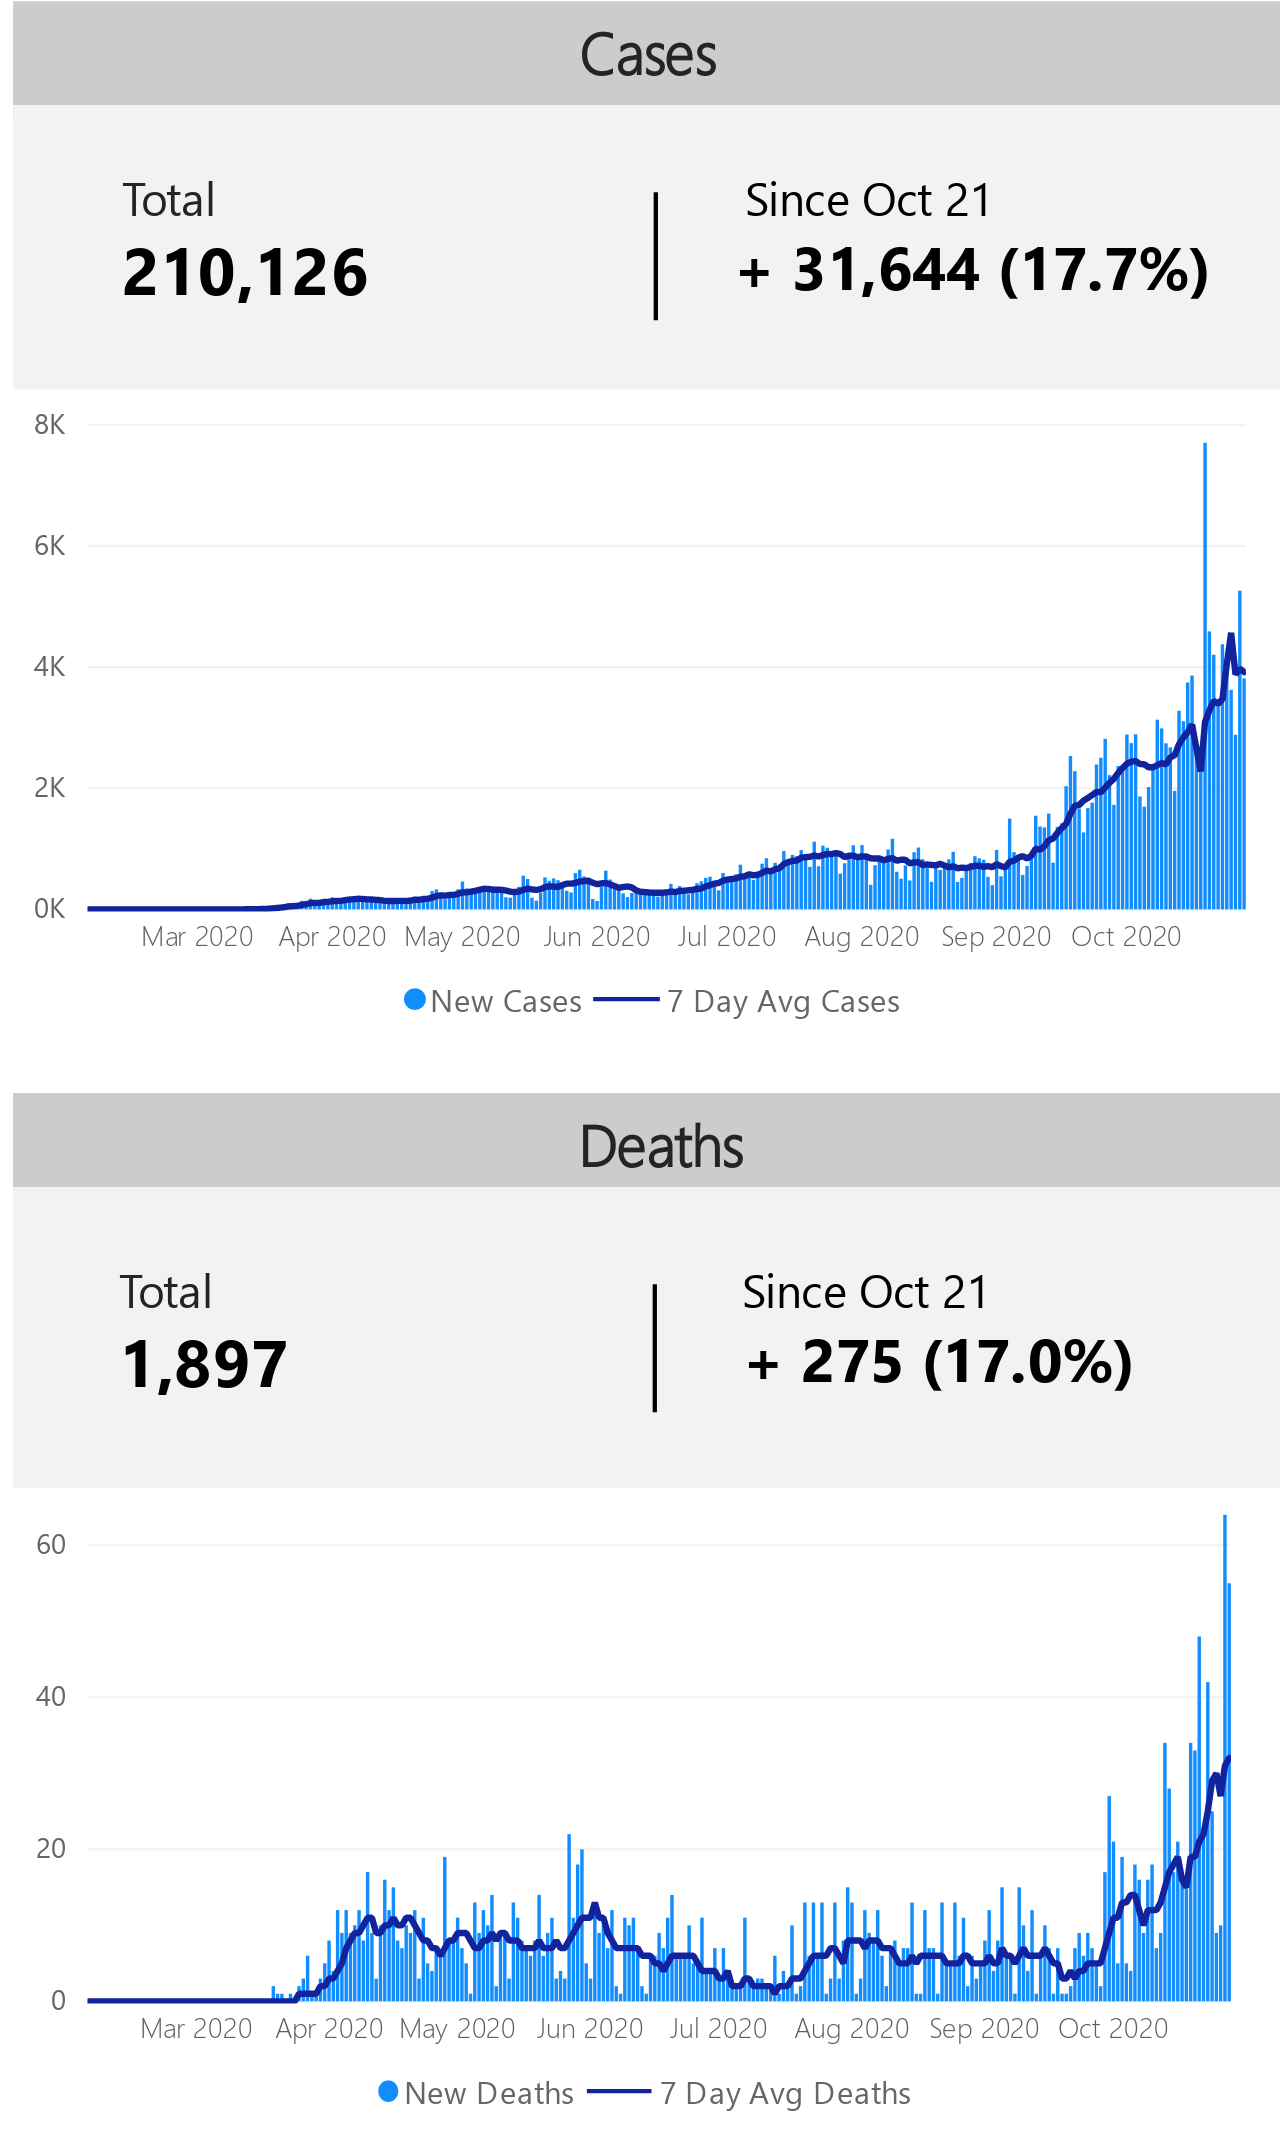 Cases
Total
Since Oct 21
210,126
+ 31,644 (17.7%)
8K
6K
4K
2K
0K
Mar 2020 Apr 2020 May 2020 Jun 2020 Jul 2020 Aug 2020 Sep 2020 Oct 2020
New Cases 7 Day Avg Cases
Deaths
Total
Since Oct 21
1,897
+ 275 (17.0%)
60
40
20
0
Mar 2020 Apr 2020 May 2020 Jun 2020 Jul 2020 Aug 2020 Sep 2020 Oct 2020
New Deaths 7 Day Avg Deaths